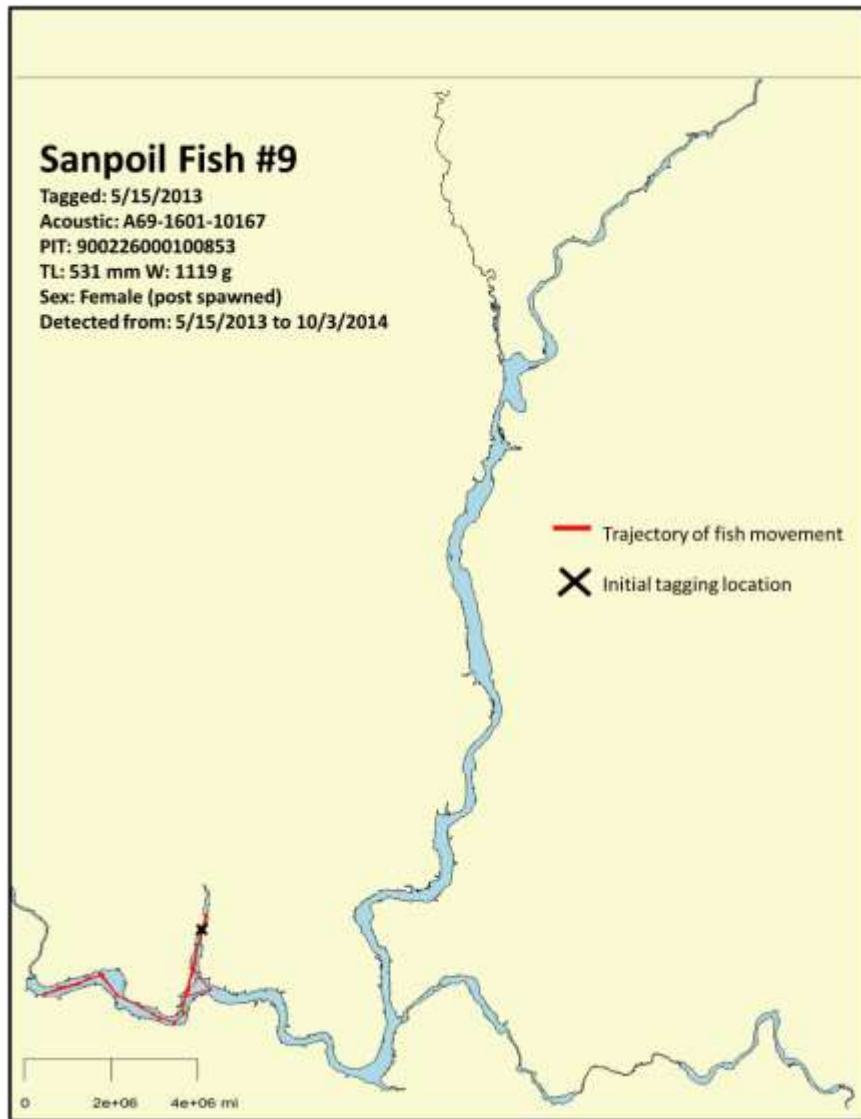 Sanpoil Fish #9
Tagged: 5/15/2013
Acoustic: A69-1601-10167
PIT: 900226000100853
TL: 531 mm W: 1119 g
Sex: Female (post spawned)
Detected from: 5/15/2013 to 10/3/2014
Trajectory of fish movement
Initial tagging location
0 2e+06 4e+06 mi